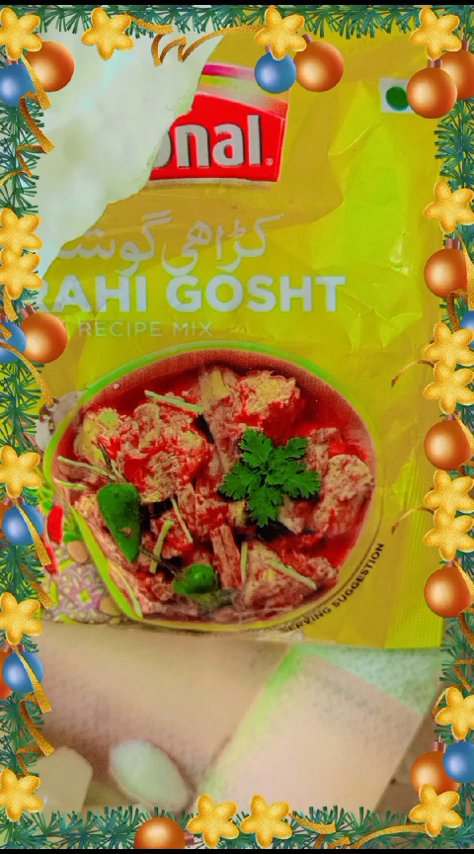 onal
کڑاھی گوشت
RAHI GOSHT
RECIPE MIX
SERVING SUGGESTION